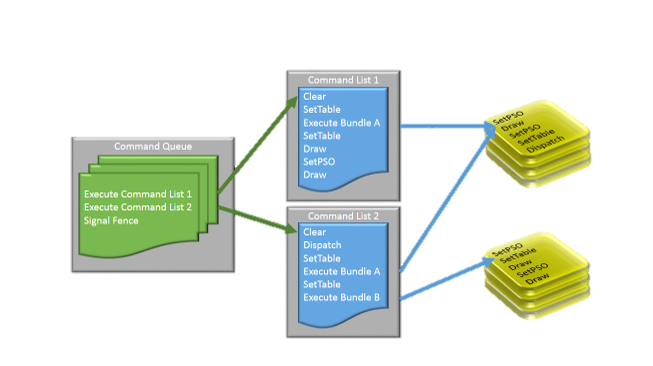 Command Queue
Execute Command List 1
Execute Command List 2
Signal Fence
Command List 1
Clear
SetTable
Execute Bundle A
SetTable
Draw
SetPSO
Draw
Command List 2
Clear
Dispatch
SetTable
Execute Bundle A
SetTable
Execute Bundle B
SetPSO
Draw
SetPSO
SetTable
Dispatch
SetPSO
SetTable
Draw
SetPSO
Draw